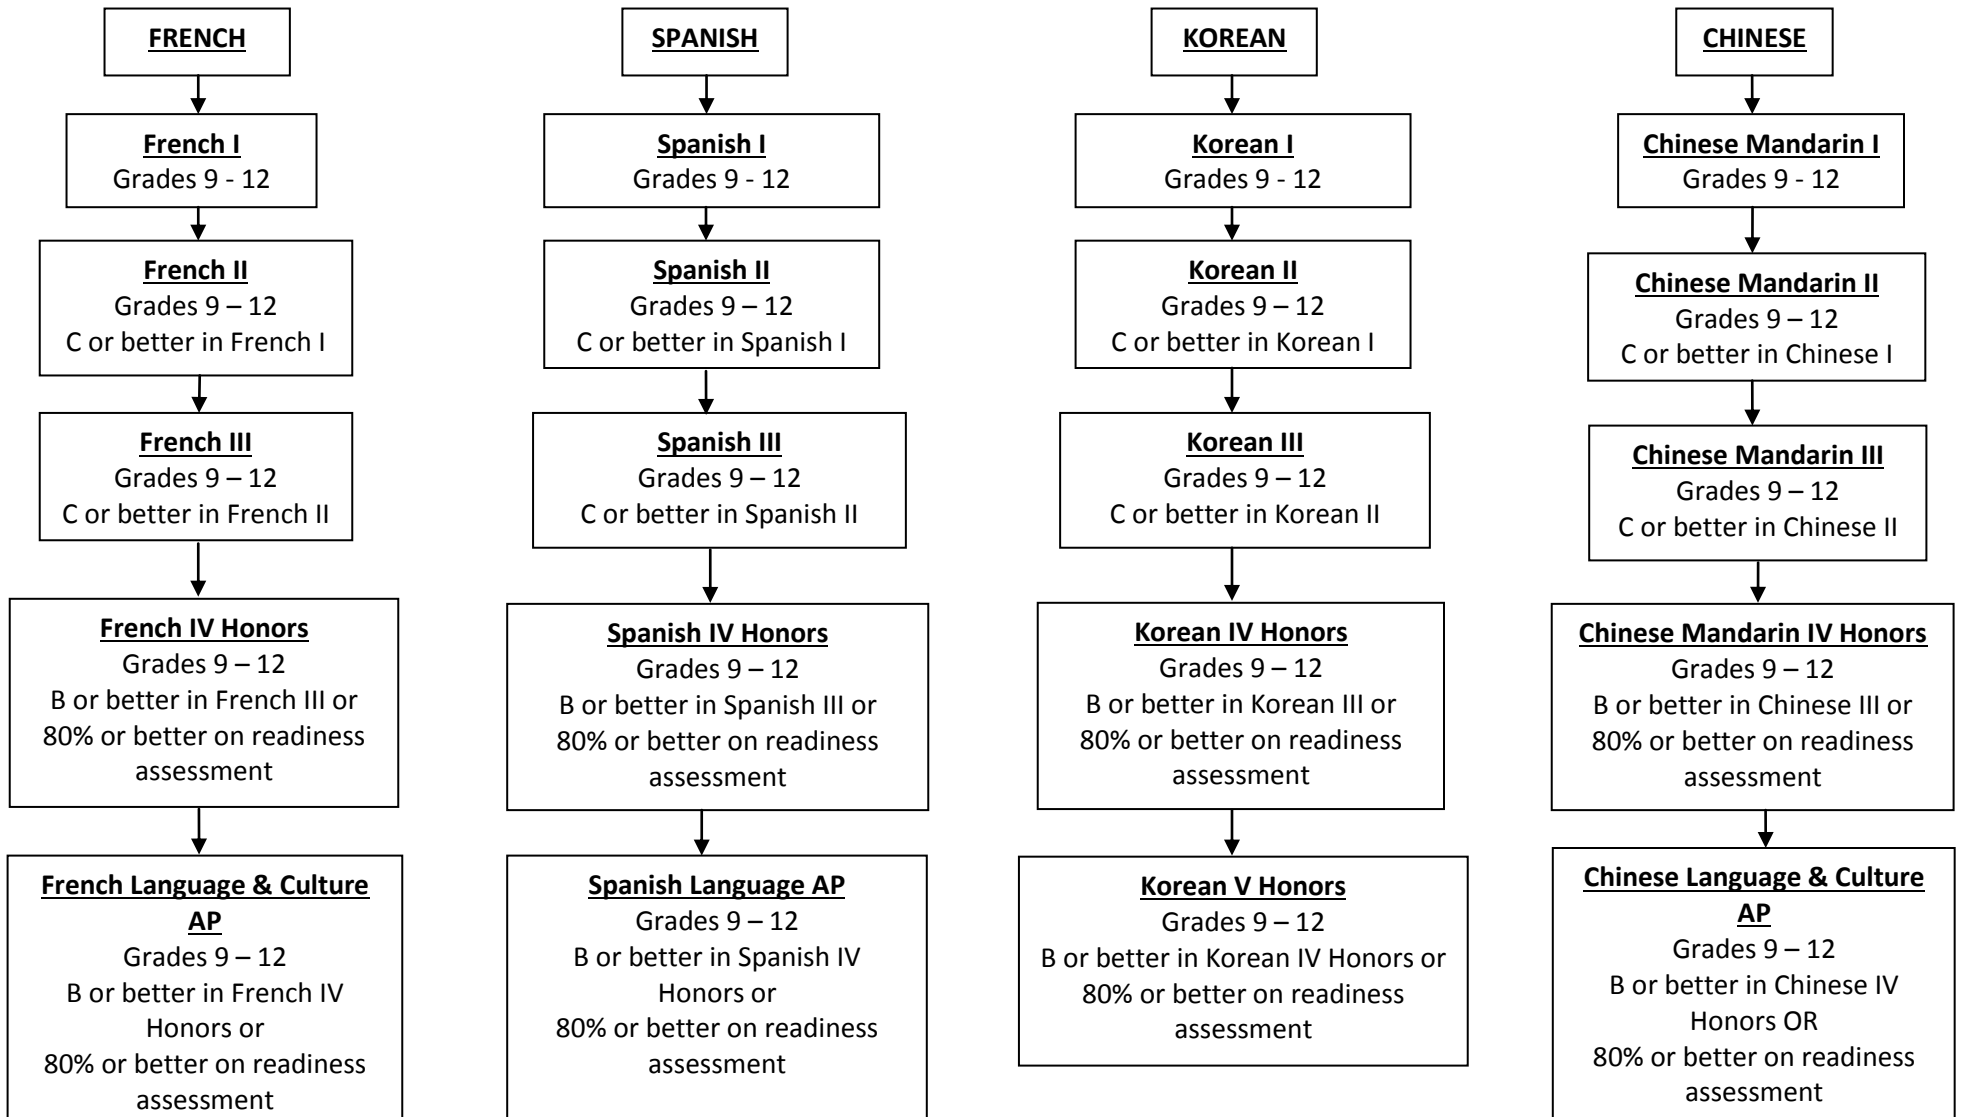 FRENCH
French I
Grades 9 - 12
French II
Grades 9 – 12
C or better in French I
French III
Grades 9 – 12
C or better in French II
French IV Honors
Grades 9 – 12
B or better in French III or
80% or better on readiness
assessment
French Language & Culture
AP
Grades 9 – 12
B or better in French IV
Honors or
80% or better on readiness
assessment
SPANISH
Spanish I
Grades 9 - 12
Spanish II
Grades 9 – 12
C or better in Spanish I
Spanish III
Grades 9 – 12
C or better in Spanish II
Spanish IV Honors
Grades 9 – 12
B or better in Spanish III or
80% or better on readiness
assessment
Spanish Language AP
Grades 9 – 12
B or better in Spanish IV
Honors or
80% or better on readiness
assessment
KOREAN
Korean I
Grades 9 - 12
Korean II
Grades 9 – 12
C or better in Korean I
Korean III
Grades 9 – 12
C or better in Korean II
Korean IV Honors
Grades 9 – 12
B or better in Korean III or
80% or better on readiness
assessment
Korean V Honors
Grades 9 – 12
B or better in Korean IV Honors or
80% or better on readiness
assessment
CHINESE
Chinese Mandarin I
Grades 9 - 12
Chinese Mandarin II
Grades 9 – 12
C or better in Chinese I
Chinese Mandarin III
Grades 9 – 12
C or better in Chinese II
Chinese Mandarin IV Honors
Grades 9 – 12
B or better in Chinese III or
80% or better on readiness
assessment
Chinese Language & Culture
AP
Grades 9 – 12
B or better in Chinese IV
Honors OR
80% or better on readiness
assessment